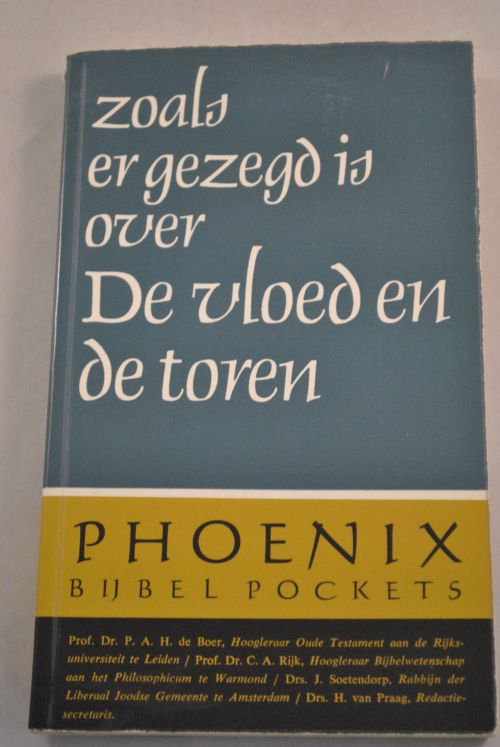 zoals
er gezegd is
over
De vloed en
de toren
PHOENIX
BIJBEL POCKETS
Prof. Dr. P. A. H. de Boer, Hoogleraar Oude Testament aan de Rijks-
universiteit te Leiden / Prof. Dr. C. A. Rijk, Hoogleraar Bijbelwetenschap
aan het Philosophicum te Warmond / Drs. J. Soetendorp, Rabbijn der
Liberaal Joodse Gemeente te Amsterdam / Drs. H. van Praag, Redactie-
secretaris.